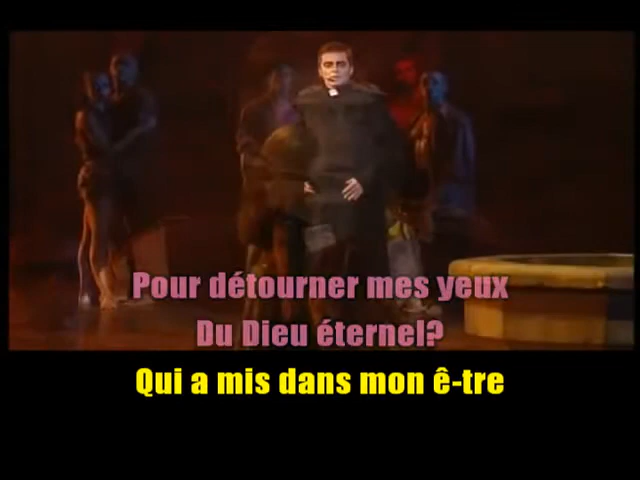 Pour détourner mes yeux
Du Dieu éternel?
Qui a mis dans mon ê-tre